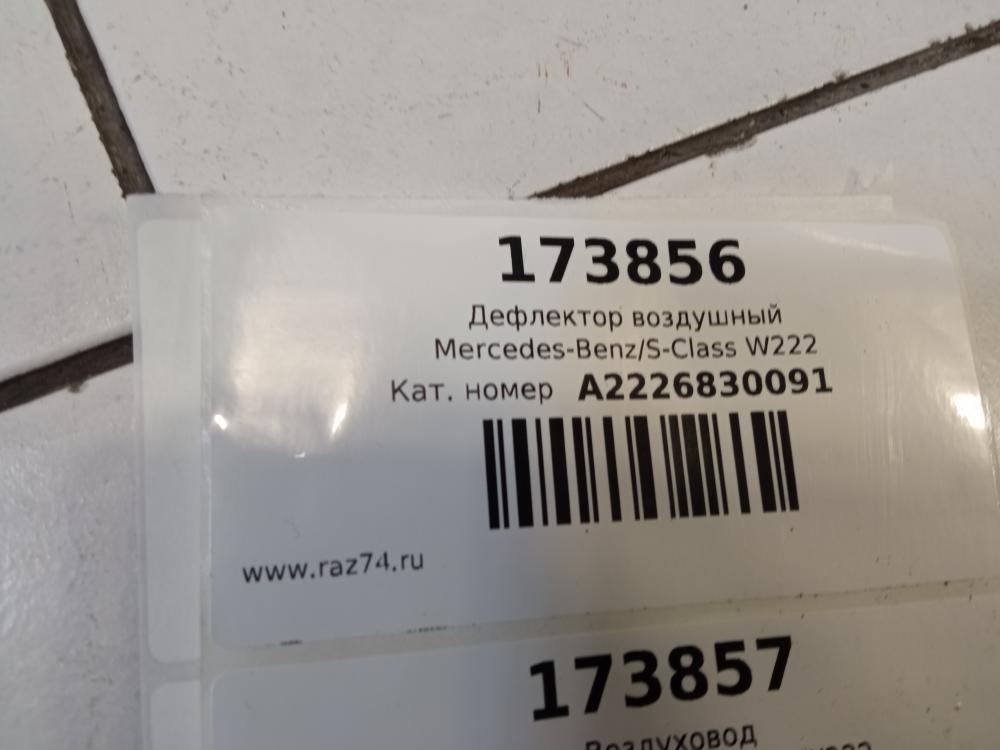 173856
Дефлектор воздушный
Mercedes-Benz/S-Class W222
Кат. номер A2226830091
www.raz74.ru
173857
Воздуховод